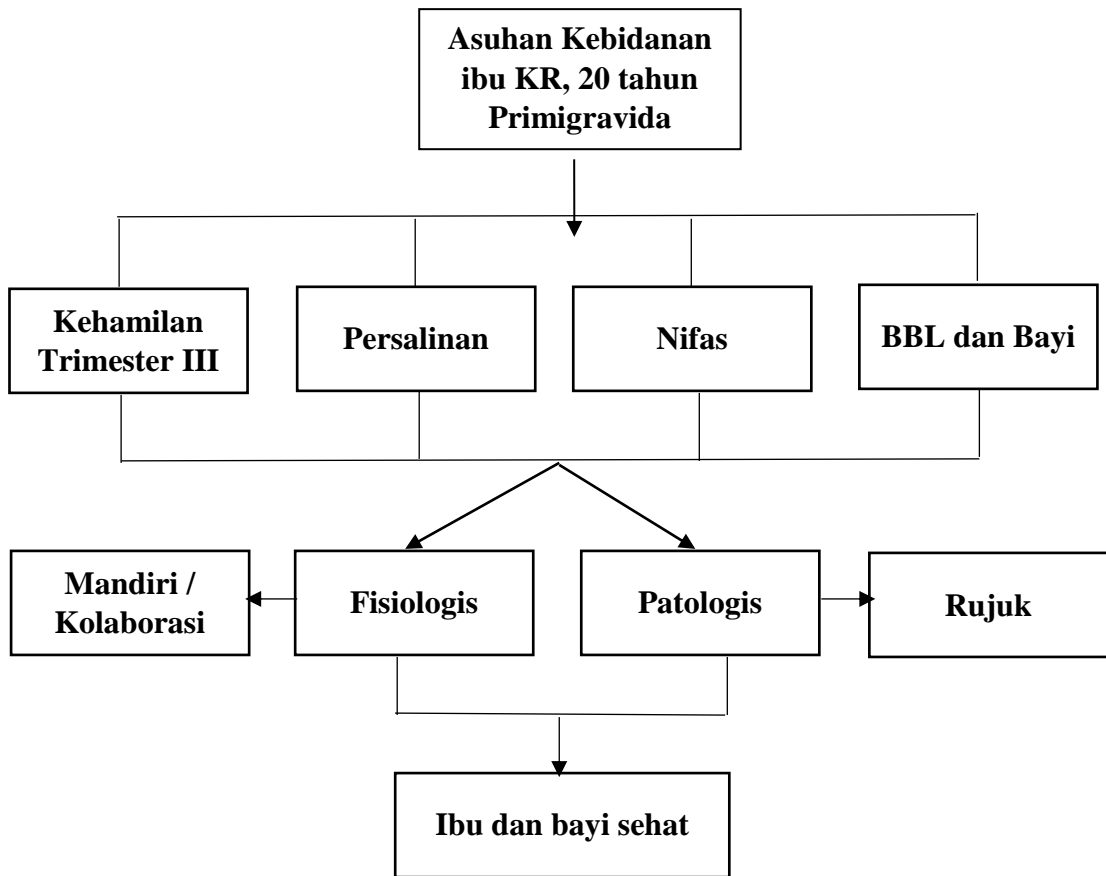 Asuhan Kebidanan
ibu KR, 20 tahun
Primigravida
Kehamilan
Trimester III
Persalinan
Nifas
BBL dan Bayi
Mandiri /
Kolaborasi
Fisiologis
Patologis
Rujuk
Ibu dan bayi sehat